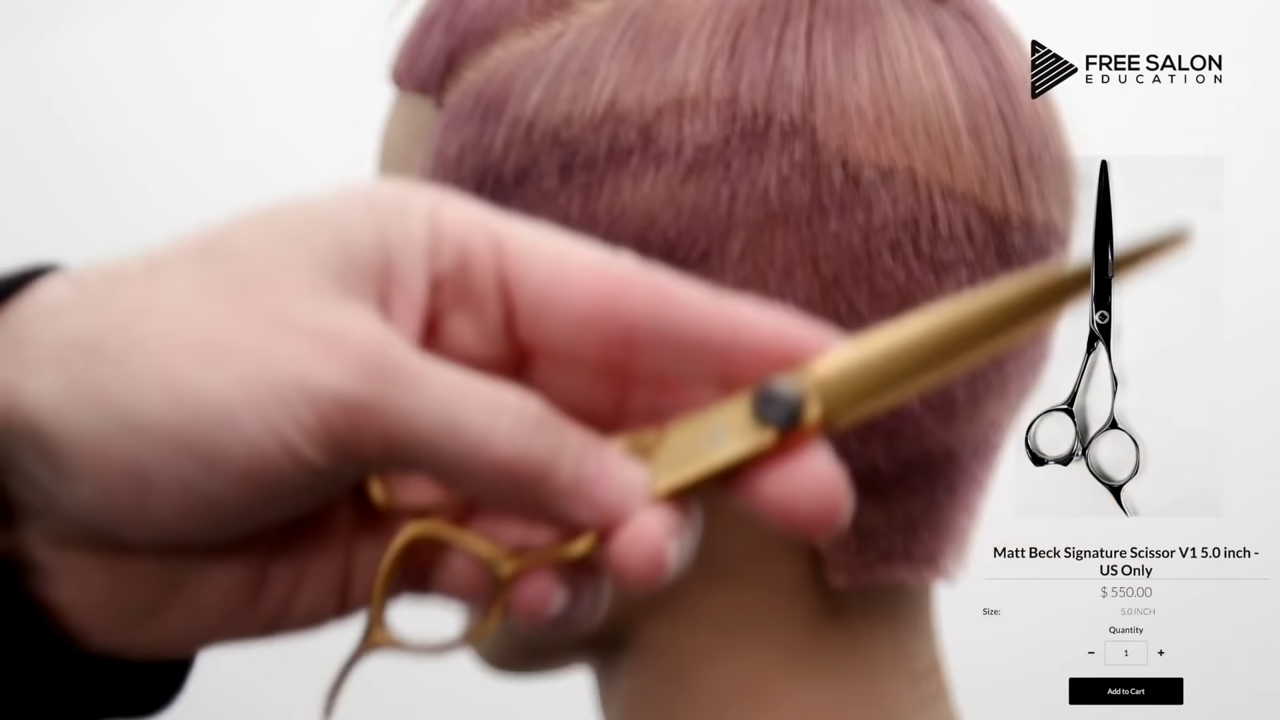 FREE SALON
EDUCATION
Matt Beck Signature Scissor V1 5.0 inch -
US Only
$ 550.00
Size:
5.0 INCH
Quantity
− 1 +
Add to Cart